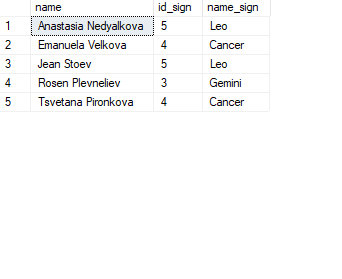 name id_sign name_sign
1 Anastasia Nedyalkova 5 Leo
2 Emanuela Velkova 4 Cancer
3 Jean Stoev 5 Leo
4 Rosen Plevneliev 3 Gemini
5 Tsvetana Pironkova 4 Cancer